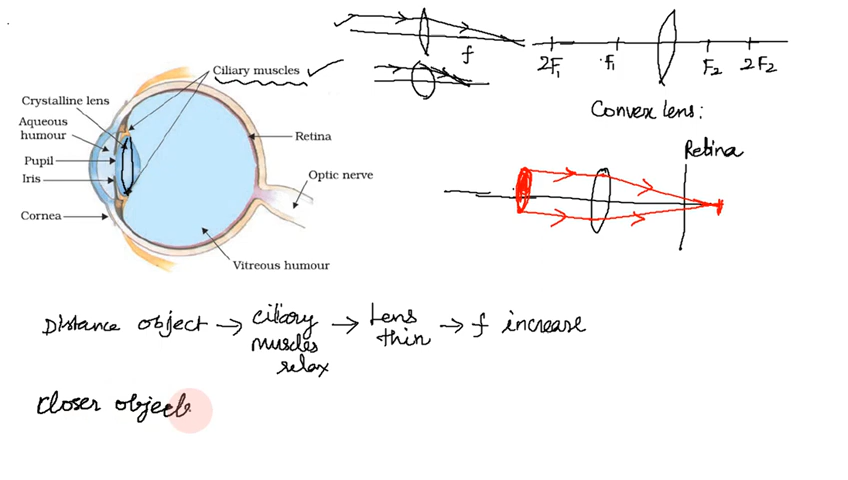 Ciliary muscles
Crystalline lens
Aqueous
humour
Pupil
Iris
Cornea
Retina
Optic nerve
Vitreous humour
f
2F1 F1 F2 2F2
Convex lens:
Retina
Distance object → ciliary muscles relax → Lens thin → f increase
Closer object